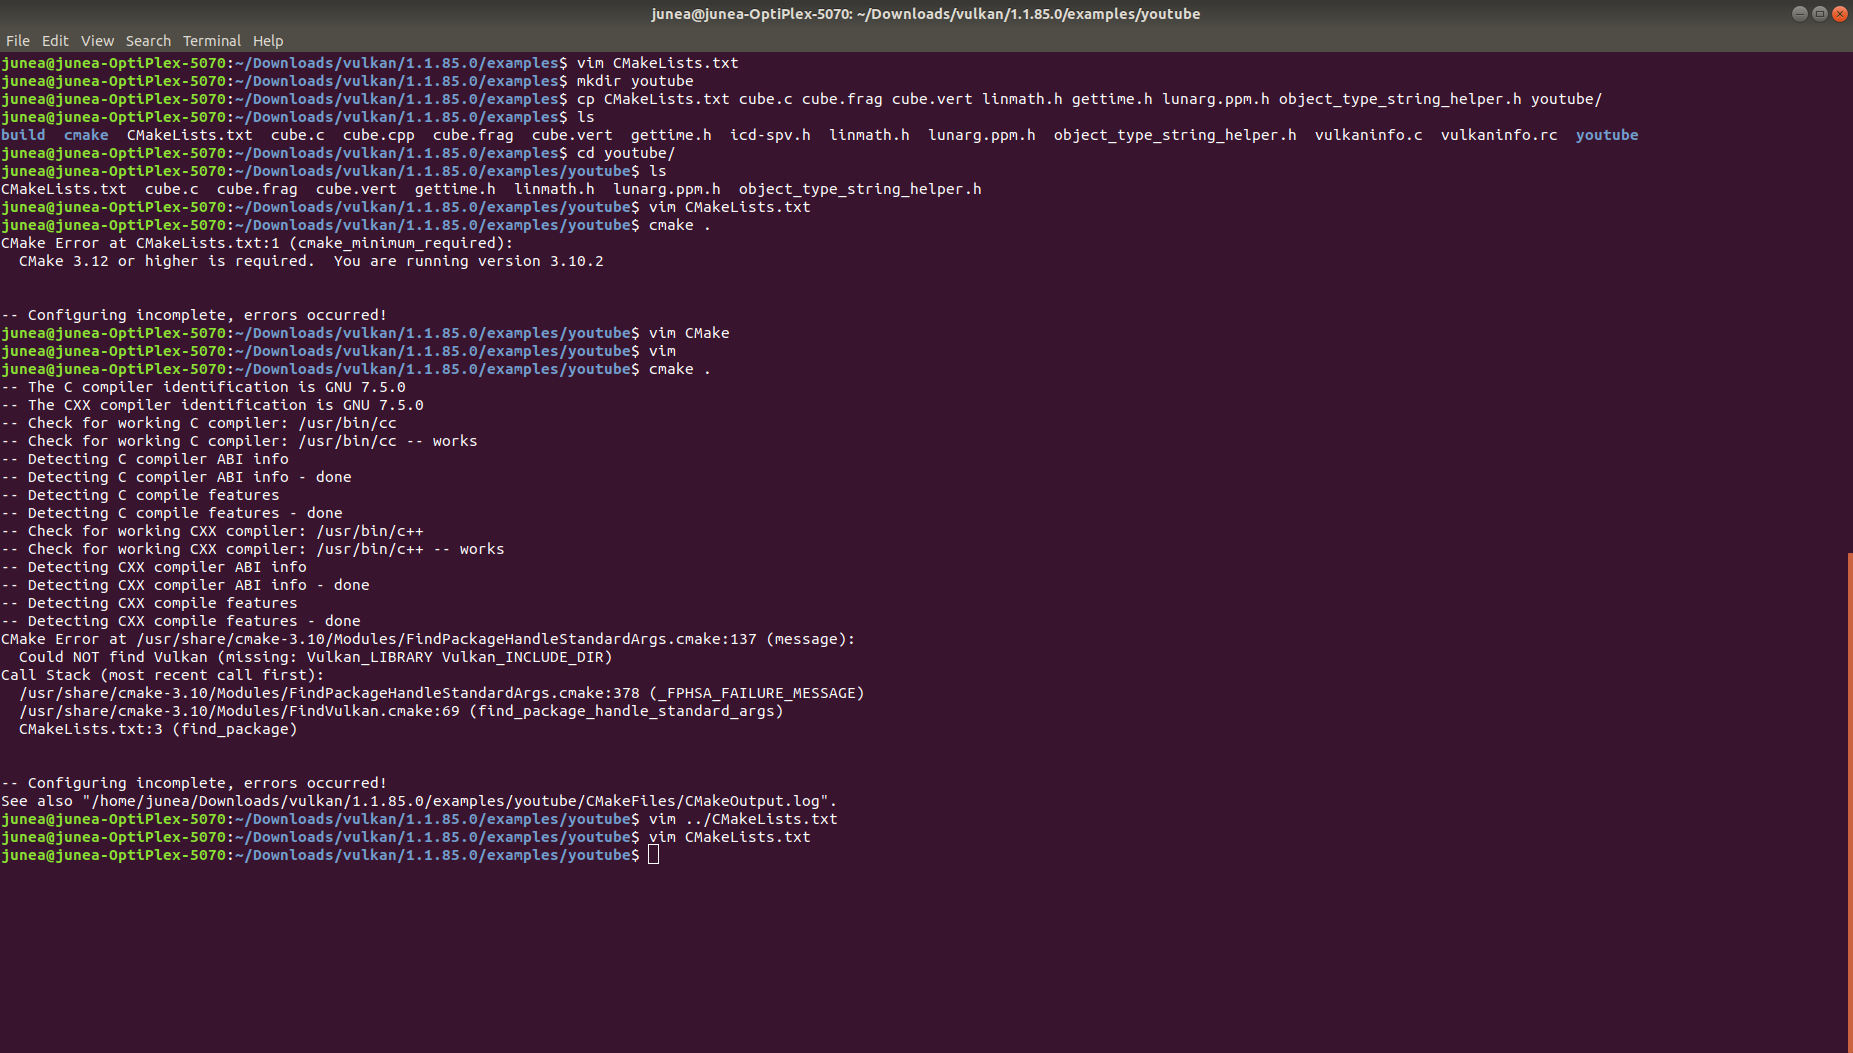 junea@junea-OptiPlex-5070: ~/Downloads/vulkan/1.1.85.0/examples/youtube
File Edit View Search Terminal Help
junea@junea-OptiPlex-5070:~/Downloads/vulkan/1.1.85.0/examples$ vim CMakeLists.txt
junea@junea-OptiPlex-5070:~/Downloads/vulkan/1.1.85.0/examples$ mkdir youtube
junea@junea-OptiPlex-5070:~/Downloads/vulkan/1.1.85.0/examples$ cp CMakeLists.txt cube.c cube.frag cube.vert linmath.h gettime.h lunarg.ppm.h object_type_string_helper.h youtube/
junea@junea-OptiPlex-5070:~/Downloads/vulkan/1.1.85.0/examples$ ls
build  cmake  CMakeLists.txt  cube.c  cube.cpp  cube.frag  cube.vert  gettime.h  icd-spv.h  linmath.h  lunarg.ppm.h  object_type_string_helper.h  vulkaninfo.c  vulkaninfo.rc  youtube
junea@junea-OptiPlex-5070:~/Downloads/vulkan/1.1.85.0/examples$ cd youtube/
junea@junea-OptiPlex-5070:~/Downloads/vulkan/1.1.85.0/examples/youtube$ ls
CMakeLists.txt  cube.c  cube.frag  cube.vert  gettime.h  linmath.h  lunarg.ppm.h  object_type_string_helper.h
junea@junea-OptiPlex-5070:~/Downloads/vulkan/1.1.85.0/examples/youtube$ vim CMakeLists.txt
junea@junea-OptiPlex-5070:~/Downloads/vulkan/1.1.85.0/examples/youtube$ cmake .
CMake Error at CMakeLists.txt:1 (cmake_minimum_required):
  CMake 3.12 or higher is required.  You are running version 3.10.2
-- Configuring incomplete, errors occurred!
junea@junea-OptiPlex-5070:~/Downloads/vulkan/1.1.85.0/examples/youtube$ vim CMake
junea@junea-OptiPlex-5070:~/Downloads/vulkan/1.1.85.0/examples/youtube$ vim
junea@junea-OptiPlex-5070:~/Downloads/vulkan/1.1.85.0/examples/youtube$ cmake .
-- The C compiler identification is GNU 7.5.0
-- The CXX compiler identification is GNU 7.5.0
-- Check for working C compiler: /usr/bin/cc
-- Check for working C compiler: /usr/bin/cc -- works
-- Detecting C compiler ABI info
-- Detecting C compiler ABI info - done
-- Detecting C compile features
-- Detecting C compile features - done
-- Check for working CXX compiler: /usr/bin/c++
-- Check for working CXX compiler: /usr/bin/c++ -- works
-- Detecting CXX compiler ABI info
-- Detecting CXX compiler ABI info - done
-- Detecting CXX compile features
-- Detecting CXX compile features - done
CMake Error at /usr/share/cmake-3.10/Modules/FindPackageHandleStandardArgs.cmake:137 (message):
  Could NOT find Vulkan (missing: Vulkan_LIBRARY Vulkan_INCLUDE_DIR)
Call Stack (most recent call first):
  /usr/share/cmake-3.10/Modules/FindPackageHandleStandardArgs.cmake:378 (_FPHSA_FAILURE_MESSAGE)
  /usr/share/cmake-3.10/Modules/FindVulkan.cmake:69 (find_package_handle_standard_args)
  CMakeLists.txt:3 (find_package)
-- Configuring incomplete, errors occurred!
See also "/home/junea/Downloads/vulkan/1.1.85.0/examples/youtube/CMakeFiles/CMakeOutput.log".
junea@junea-OptiPlex-5070:~/Downloads/vulkan/1.1.85.0/examples/youtube$ vim ../CMakeLists.txt
junea@junea-OptiPlex-5070:~/Downloads/vulkan/1.1.85.0/examples/youtube$ vim CMakeLists.txt
junea@junea-OptiPlex-5070:~/Downloads/vulkan/1.1.85.0/examples/youtube$